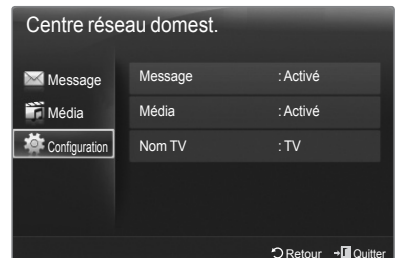 Centre réseau domest.
Message
Média
Configuration
Message : Activé
Média : Activé
Nom TV : TV
Retour Quitter